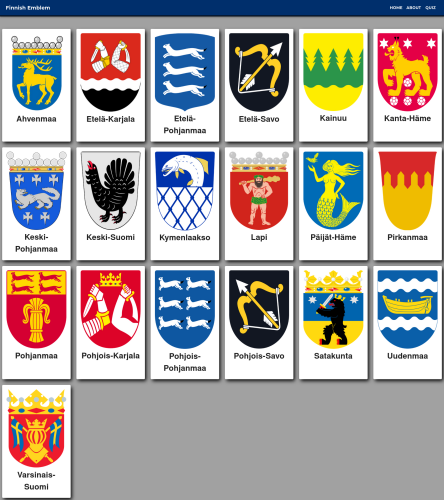 Finnish Emblem
HOME ABOUT QUIZ
Ahvenmaa
Etelä-Karjala
Etelä-
Pohjanmaa
Etelä-Savo
Kainuu
Kanta-Häme
Keski-
Pohjanmaa
Keski-Suomi
Kymenlaakso
Lapi
Päijät-Häme
Pirkanmaa
Pohjanmaa
Pohjois-Karjala
Pohjois-
Pohjanmaa
Pohjois-Savo
Satakunta
Uudenmaa
Varsinais-
Suomi